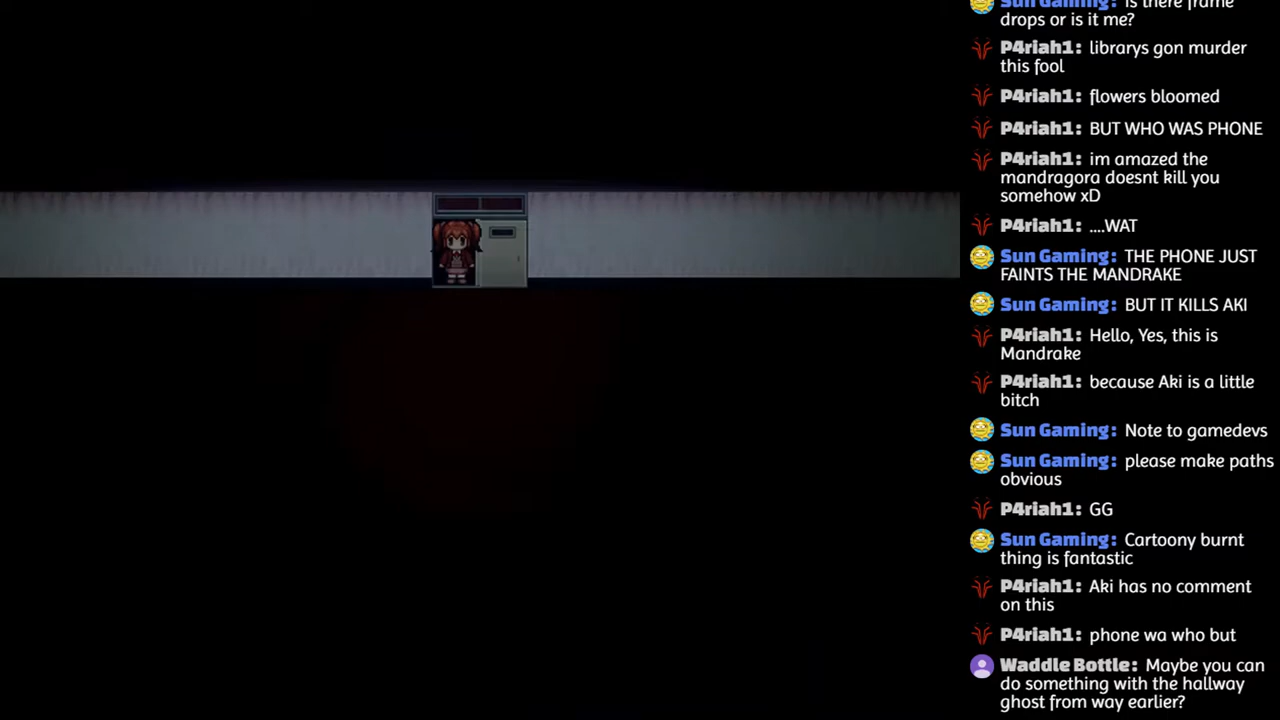 Sun Gaming: Is there frame
drops or is it me?
P4riah1: librarys gon murder
this fool
P4riah1: flowers bloomed
P4riah1: BUT WHO WAS PHONE
P4riah1: im amazed the
mandragora doesnt kill you
somehow xD
P4riah1: ....WAT
Sun Gaming: THE PHONE JUST
FAINTS THE MANDRAKE
Sun Gaming: BUT IT KILLS AKI
P4riah1: Hello, Yes, this is
Mandrake
P4riah1: because Aki is a little
bitch
Sun Gaming: Note to gamedevs
Sun Gaming: please make paths
obvious
P4riah1: GG
Sun Gaming: Cartoony burnt
thing is fantastic
P4riah1: Aki has no comment
on this
P4riah1: phone wa who but
Waddle Bottle: Maybe you can
do something with the hallway
ghost from way earlier?